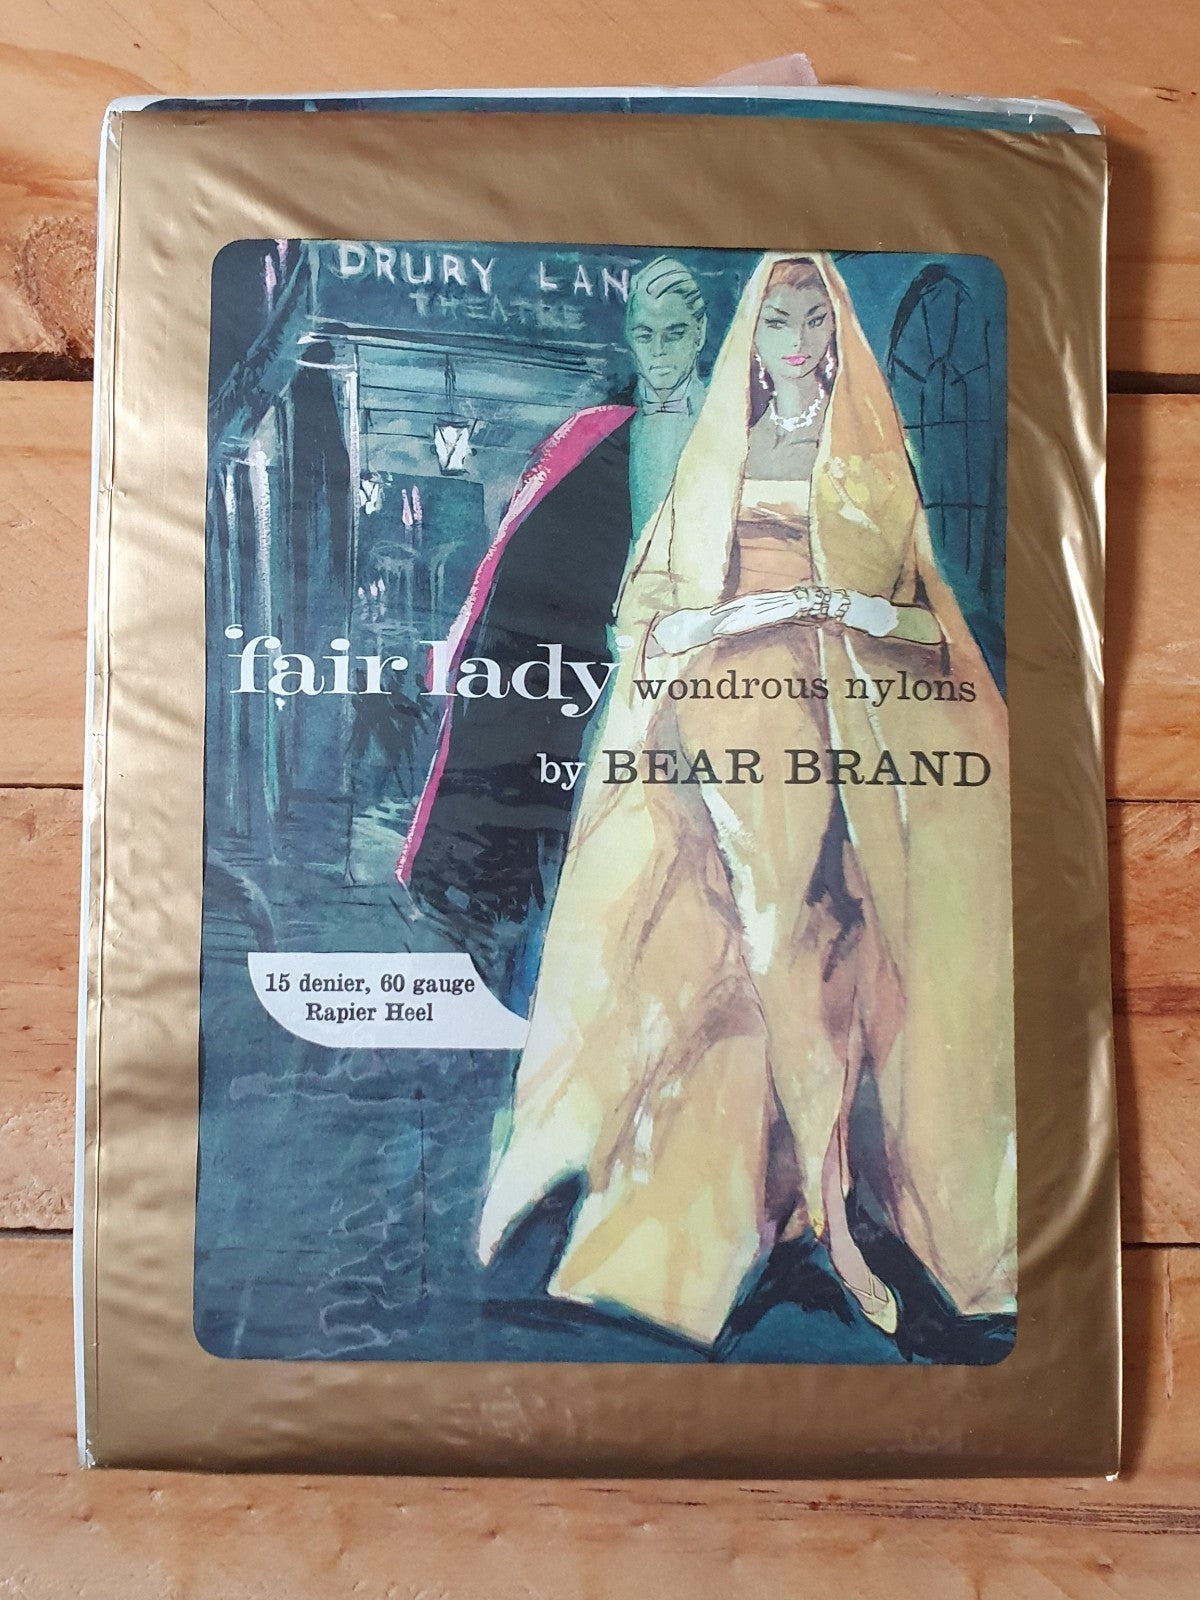 DRURY LAN
THEATRE
'fair lady' wondrous nylons
by BEAR BRAND
15 denier, 60 gauge
Rapier Heel